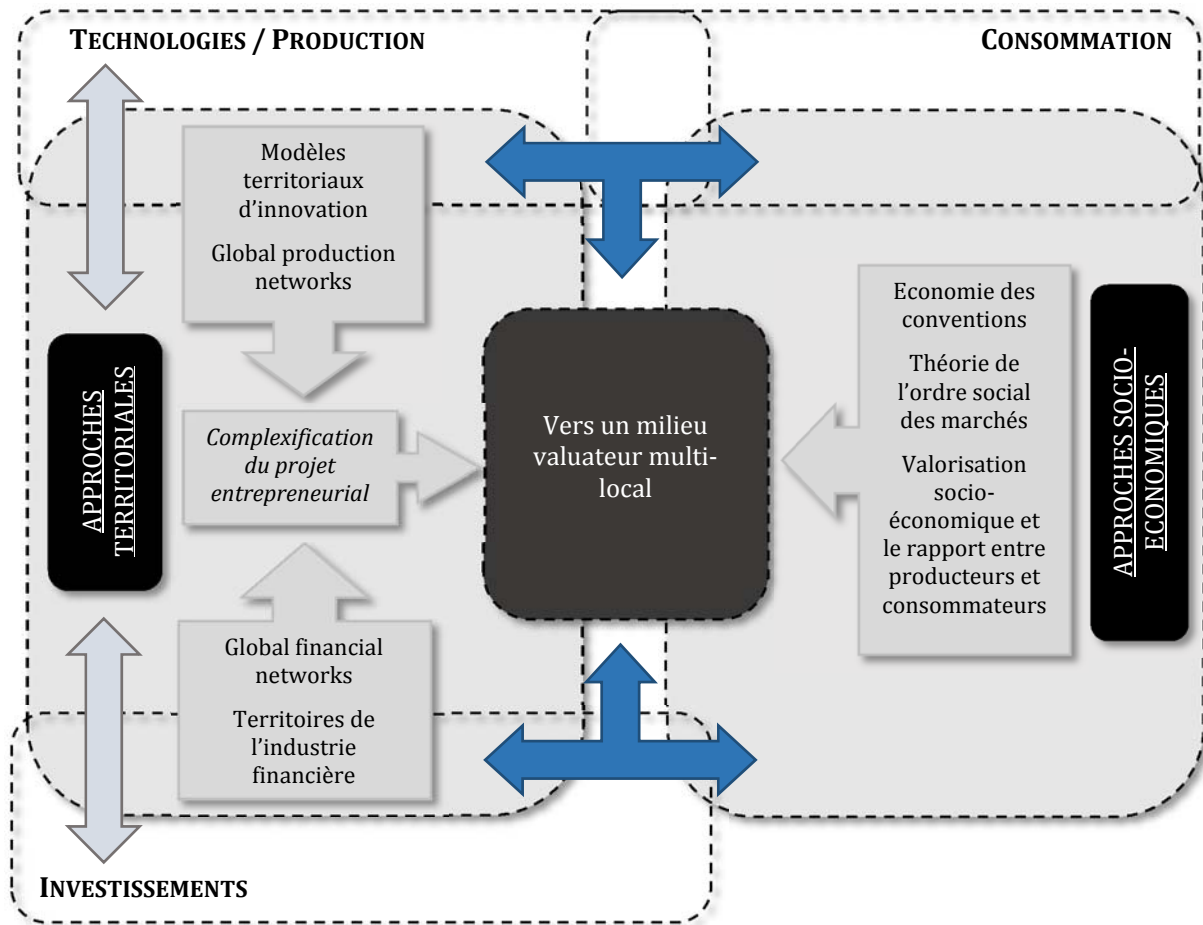 TECHNOLOGIES / PRODUCTION
CONSOMMATION
Modèles
territoriaux
d’innovation
Global production
networks
APPROCHES
TERRITORIALES
Complexification
du projet
entrepreneurial
Global financial
networks
Territoires de
l’industrie
financière
Vers un milieu
valuateur multi-
local
Economie des
conventions
Théorie de
l’ordre social
des marchés
Valorisation
socio-
économique et
le rapport entre
producteurs et
consommateurs
APPROCHES SOCIO-
ECONOMIQUES
INVESTISSEMENTS